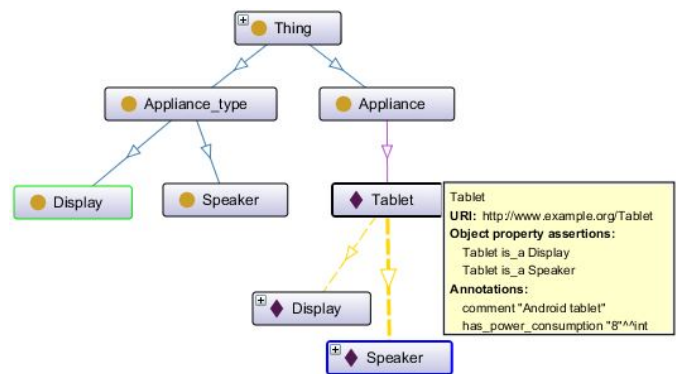 Thing
Appliance_type
Appliance
Display
Speaker
Tablet
Display
Speaker
Tablet
URI: http://www.example.org/Tablet
Object property assertions:
Tablet is_a Display
Tablet is_a Speaker
Annotations:
comment "Android tablet"
has_power_consumption "8"^^int